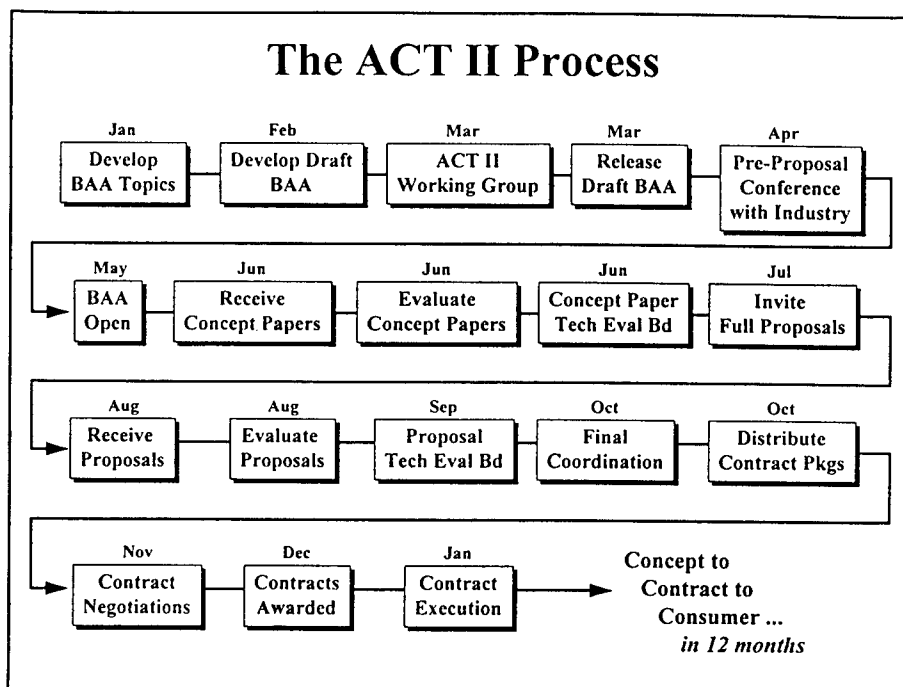 The ACT II Process
Jan
Develop
BAA Topics
Feb
Develop Draft
BAA
Mar
ACT II
Working Group
Mar
Release
Draft BAA
Apr
Pre-Proposal
Conference
with Industry
May
BAA
Open
Jun
Receive
Concept Papers
Jun
Evaluate
Concept Papers
Jun
Concept Paper
Tech Eval Bd
Jul
Invite
Full Proposals
Aug
Receive
Proposals
Aug
Evaluate
Proposals
Sep
Proposal
Tech Eval Bd
Oct
Final
Coordination
Oct
Distribute
Contract Pkgs
Nov
Contract
Negotiations
Dec
Contracts
Awarded
Jan
Contract
Execution
Concept to
Contract to
Consumer ...
in 12 months